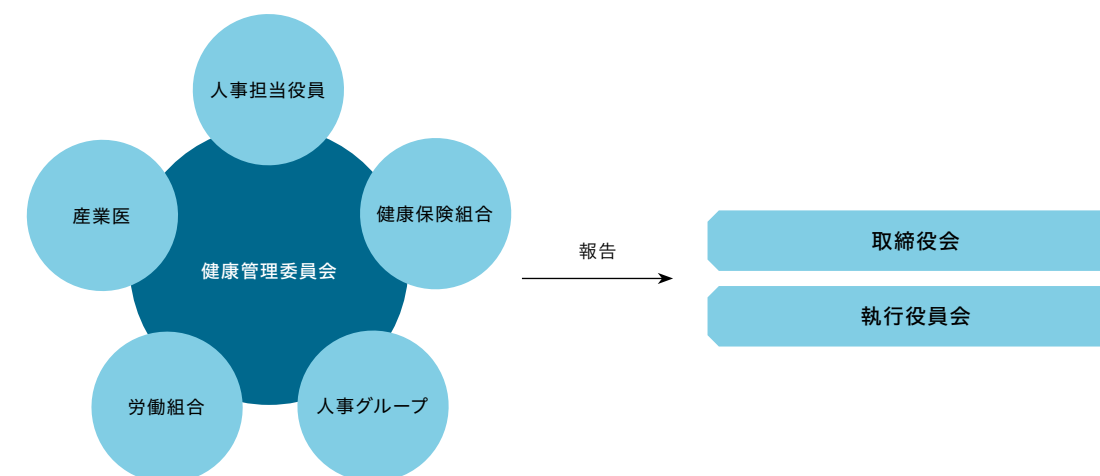 人事担当役員
産業医
健康保険組合
健康管理委員会
労働組合
人事グループ
報告
取締役会
執行役員会